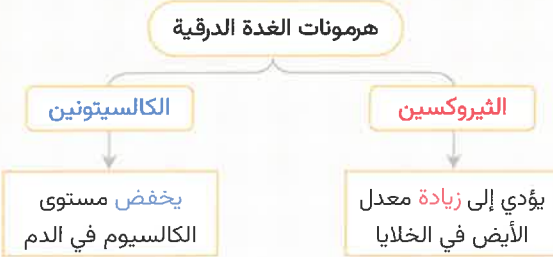 هرمونات الغدة الدرقية
الثيروكسين
الكالسيتونين
يؤدي إلى زيادة معدل
الأيض في الخلايا
يخفض مستوى
الكالسيوم في الدم